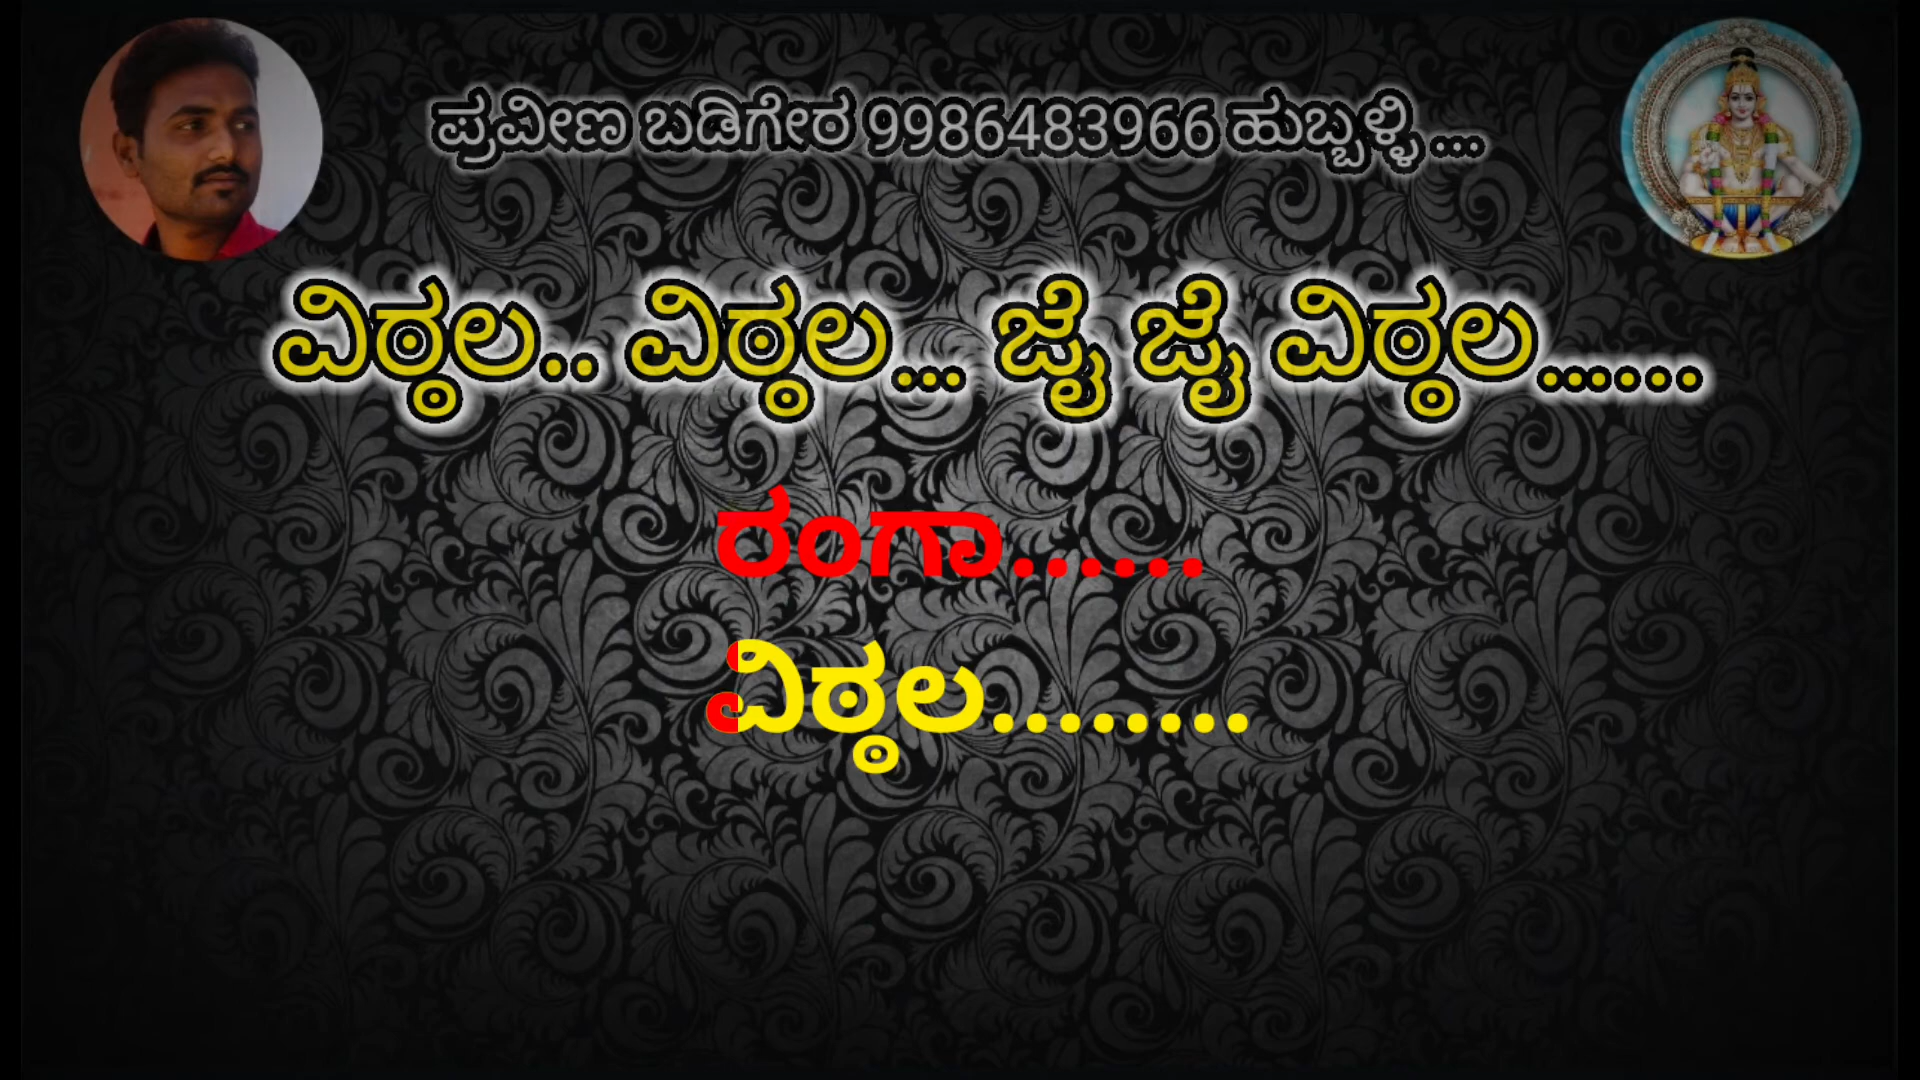 ಪ್ರವೀಣ ಬಡಿಗೇರ 9986483966 ಹುಬ್ಬಳ್ಳಿ...
ವಿಠ್ಠಲ.. ವಿಠ್ಠಲ... ಜೈ ಜೈ ವಿಠ್ಠಲ......
ರಂಗಾ......
ವಿಠ್ಠಲ........